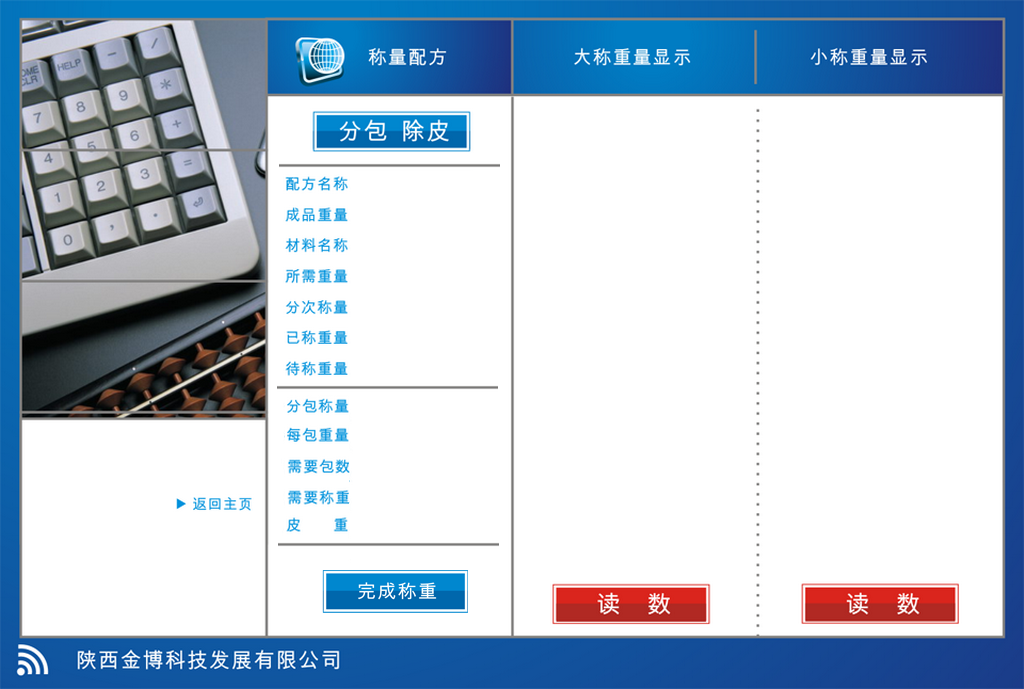 称量配方
大称重量显示
小称重量显示
分包 除皮
配方名称
成品重量
材料名称
所需重量
分次称量
已称重量
待称重量
分包称量
每包重量
需要包数
需要称重
皮 重
完成称重
读 数
读 数
HOME CLR
HELP
−
/
7
8
9
*
4
5
6
+
1
2
3
=
0
,
.
▶ 返回主页
陕西金博科技发展有限公司